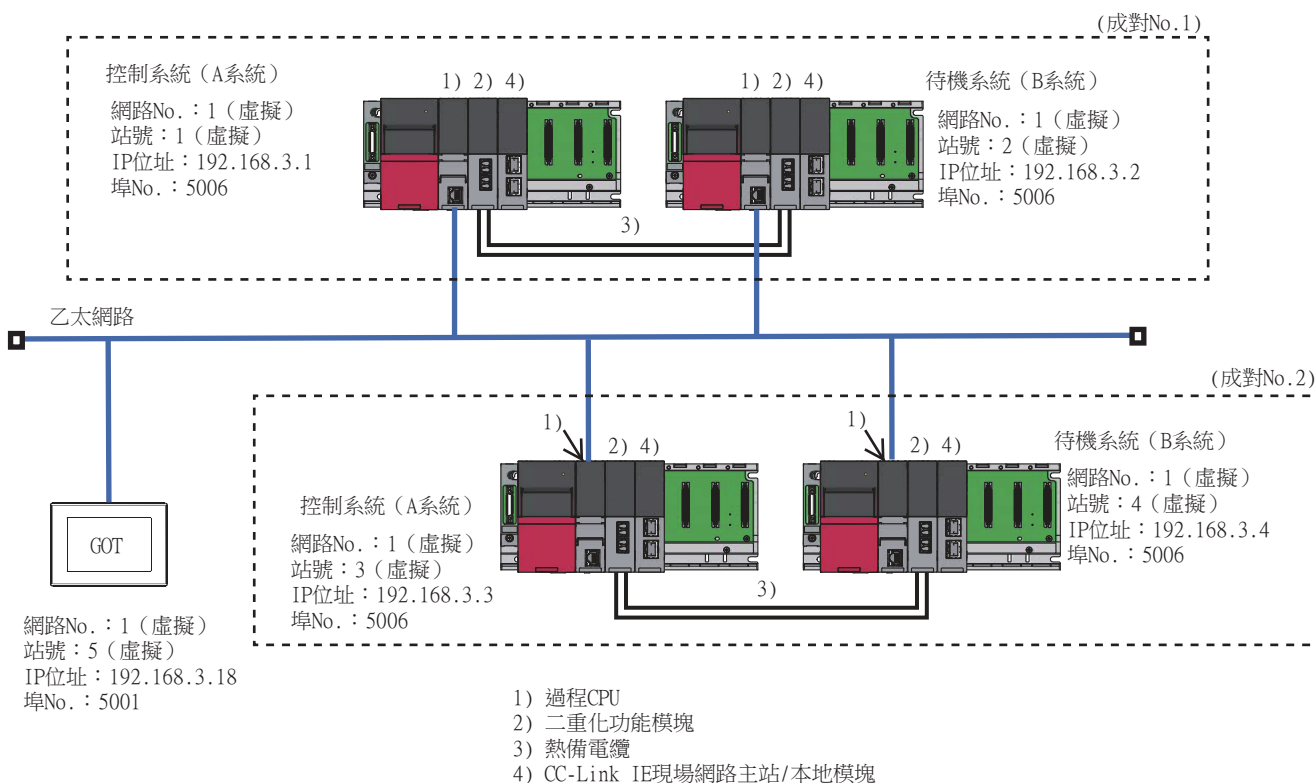 (成對No.1)
控制系統（A系統）
網路No.：1（虛擬）
站號：1（虛擬）
IP位址：192.168.3.1
埠No.：5006
1) 2) 4)
1) 2) 4)
待機系統（B系統）
網路No.：1（虛擬）
站號：2（虛擬）
IP位址：192.168.3.2
埠No.：5006
3)
乙太網路
(成對No.2)
1)
2) 4)
1)
2) 4)
待機系統（B系統）
網路No.：1（虛擬）
站號：4（虛擬）
IP位址：192.168.3.4
埠No.：5006
控制系統（A系統）
網路No.：1（虛擬）
站號：3（虛擬）
IP位址：192.168.3.3
埠No.：5006
3)
GOT
網路No.：1（虛擬）
站號：5（虛擬）
IP位址：192.168.3.18
埠No.：5001
1) 過程CPU
2) 二重化功能模塊
3) 熱備電纜
4) CC-Link IE現場網路主站/本地模塊